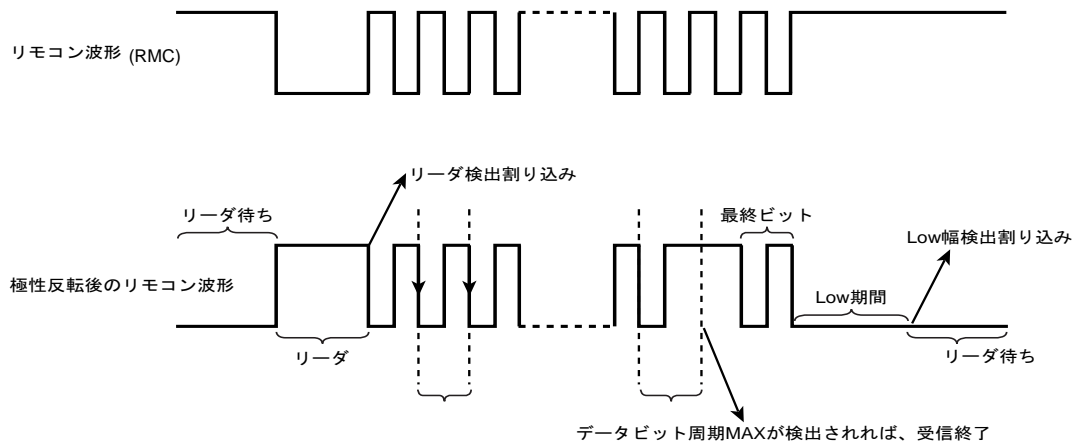 リモコン波形 (RMC)
リーダ検出割り込み
リーダ待ち
最終ビット
Low幅検出割り込み
極性反転後のリモコン波形
Low期間
リーダ
リーダ待ち
データビット周期MAXが検出されれば、受信終了